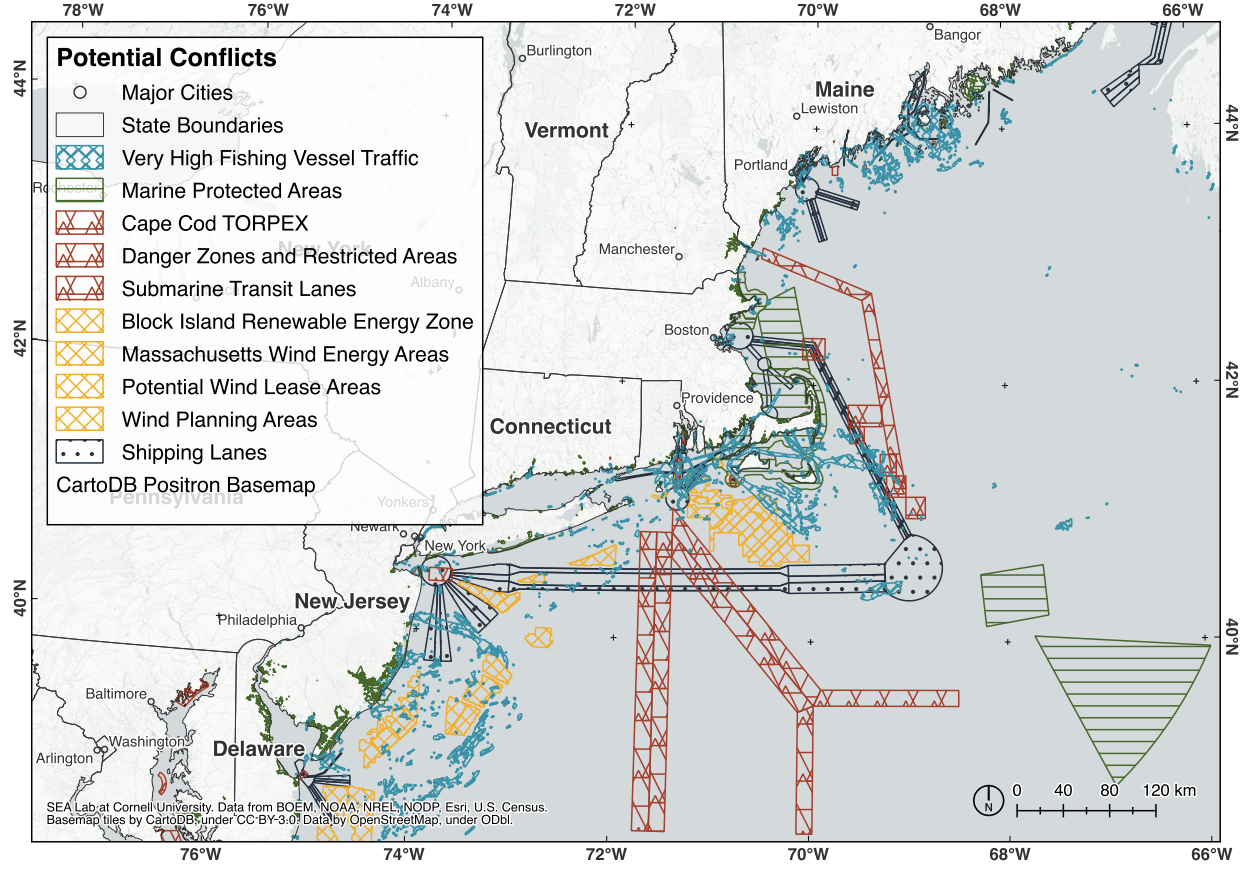 78°W 76°W 74°W 72°W 70°W 68°W 66°W
44°N
42°N
40°N
44°N
42°N
40°N
Potential Conflicts
Major Cities
State Boundaries
Very High Fishing Vessel Traffic
Marine Protected Areas
Cape Cod TORPEX
Danger Zones and Restricted Areas
Submarine Transit Lanes
Block Island Renewable Energy Zone
Massachusetts Wind Energy Areas
Potential Wind Lease Areas
Wind Planning Areas
Shipping Lanes
CartoDB Positron Basemap
Rochester
New York
Albany
Pennsylvania
Yonkers
Burlington
Bangor
Maine
Lewiston
Vermont
Portland
Manchester
Boston
Providence
Connecticut
Newark
New York
New Jersey
Philadelphia
Baltimore
Washington
Arlington
Delaware
SEA Lab at Cornell University. Data from BOEM, NOAA, NREL, NODP, Esri, U.S. Census.
Basemap tiles by CartoDB, under CC BY 3.0. Data by OpenStreetMap, under ODbl.
N
0 40 80 120 km
76°W 74°W 72°W 70°W 68°W 66°W